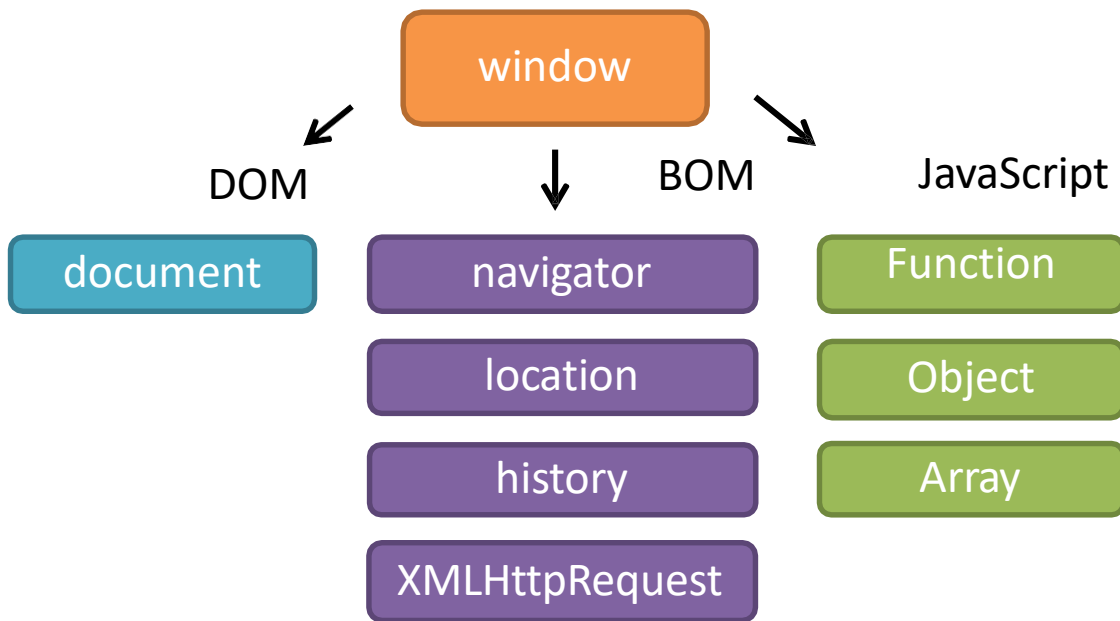 window
DOM
BOM
JavaScript
document
navigator
Function
location
Object
history
Array
XMLHttpRequest